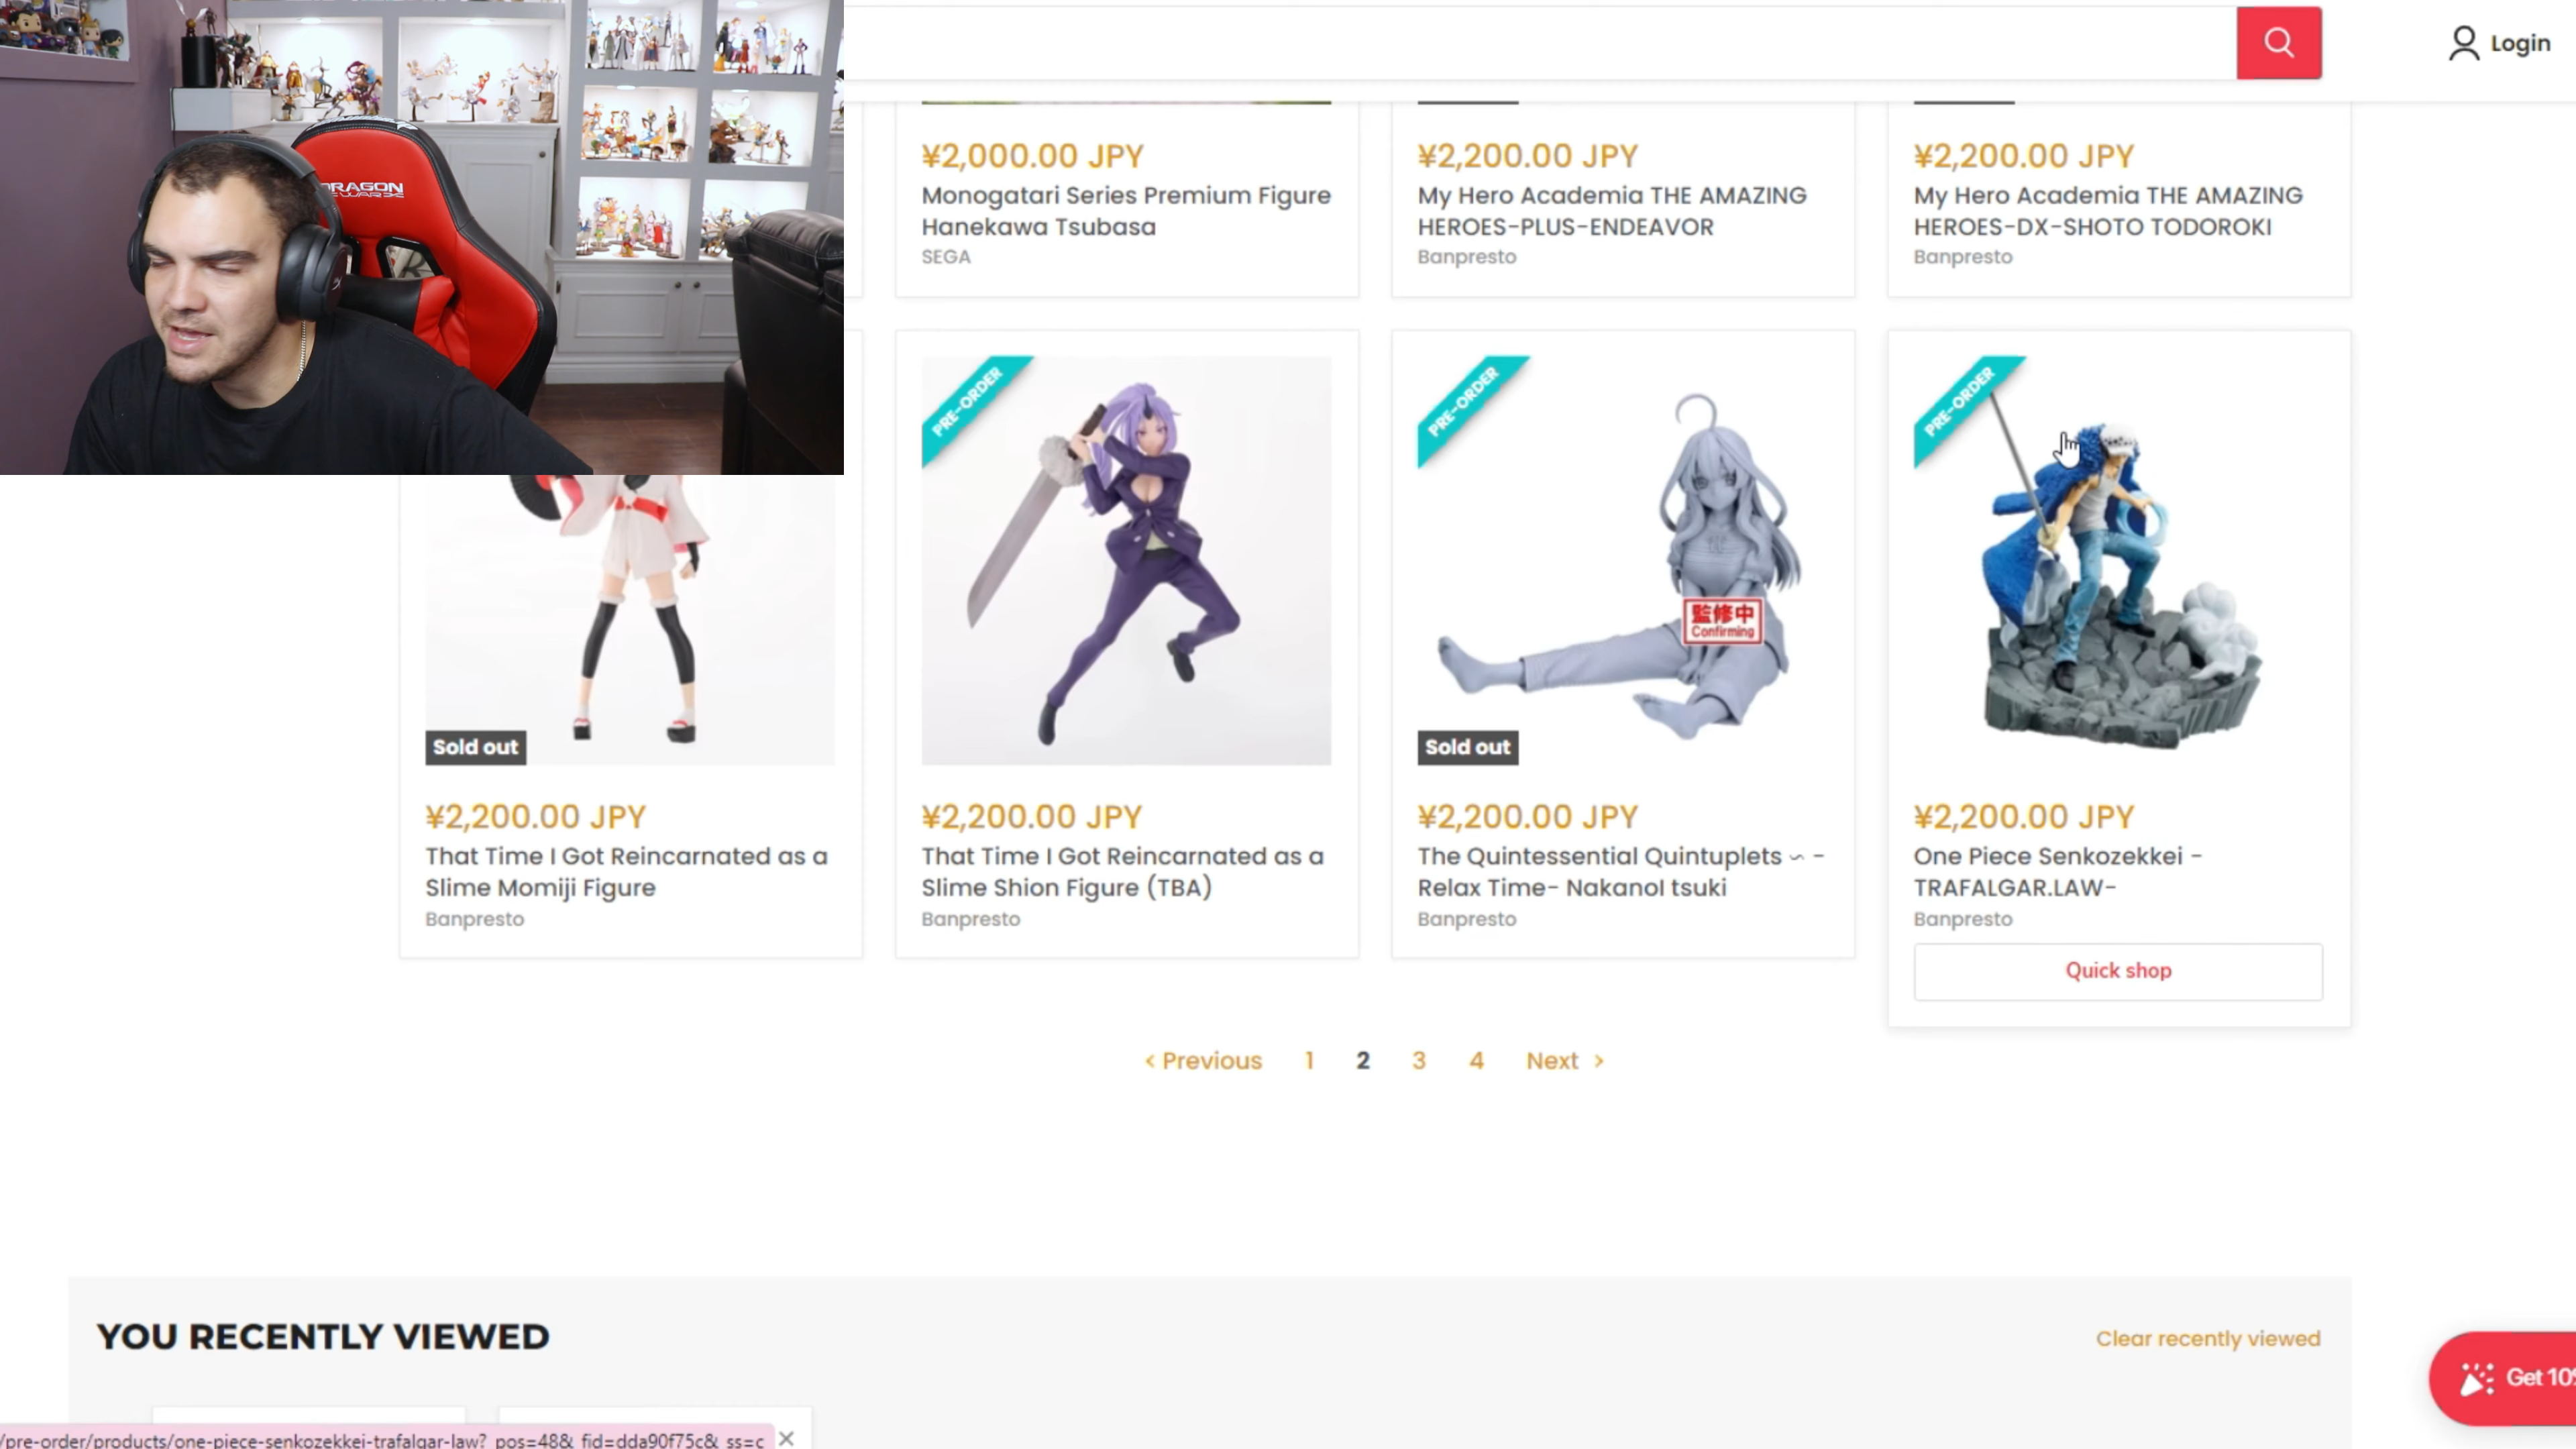 Login
DRAGON
WAR
¥2,000.00 JPY
Monogatari Series Premium Figure
Hanekawa Tsubasa
SEGA
¥2,200.00 JPY
My Hero Academia THE AMAZING
HEROES-PLUS-ENDEAVOR
Banpresto
¥2,200.00 JPY
My Hero Academia THE AMAZING
HEROES-DX-SHOTO TODOROKI
Banpresto
Sold out
¥2,200.00 JPY
That Time I Got Reincarnated as a
Slime Momiji Figure
Banpresto
PRE-ORDER
¥2,200.00 JPY
That Time I Got Reincarnated as a
Slime Shion Figure (TBA)
Banpresto
PRE-ORDER
監修中
Confirming
Sold out
¥2,200.00 JPY
The Quintessential Quintuplets ∽ -
Relax Time- NakanoI tsuki
Banpresto
PRE-ORDER
¥2,200.00 JPY
One Piece Senkozekkei -
TRAFALGAR.LAW-
Banpresto
Quick shop
< Previous 1 2 3 4 Next >
YOU RECENTLY VIEWED
Clear recently viewed
Get 10%
/pre-order/products/one-piece-senkozekkei-trafalgar-law?_pos=48&_fid=dda90f75c&_ss=c